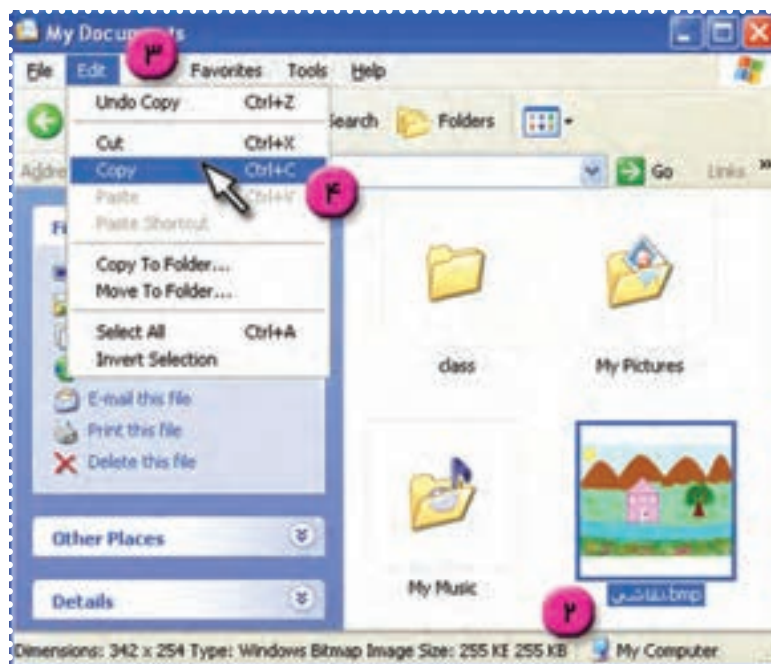 My Documents
File Edit ۳ Favorites Tools Help
Undo Copy Ctrl+Z
Search Folders
Cut Ctrl+X
Copy Ctrl+C
Go Links »
Paste Ctrl+V ۴
Paste Shortcut
Copy To Folder...
Move To Folder...
Select All Ctrl+A
Invert Selection
class My Pictures
E-mail this file
Print this file
Delete this file
Other Places
My Music نقاشی.bmp
Details ۲
Dimensions: 342 x 254 Type: Windows Bitmap Image Size: 255 KE 255 KB My Computer